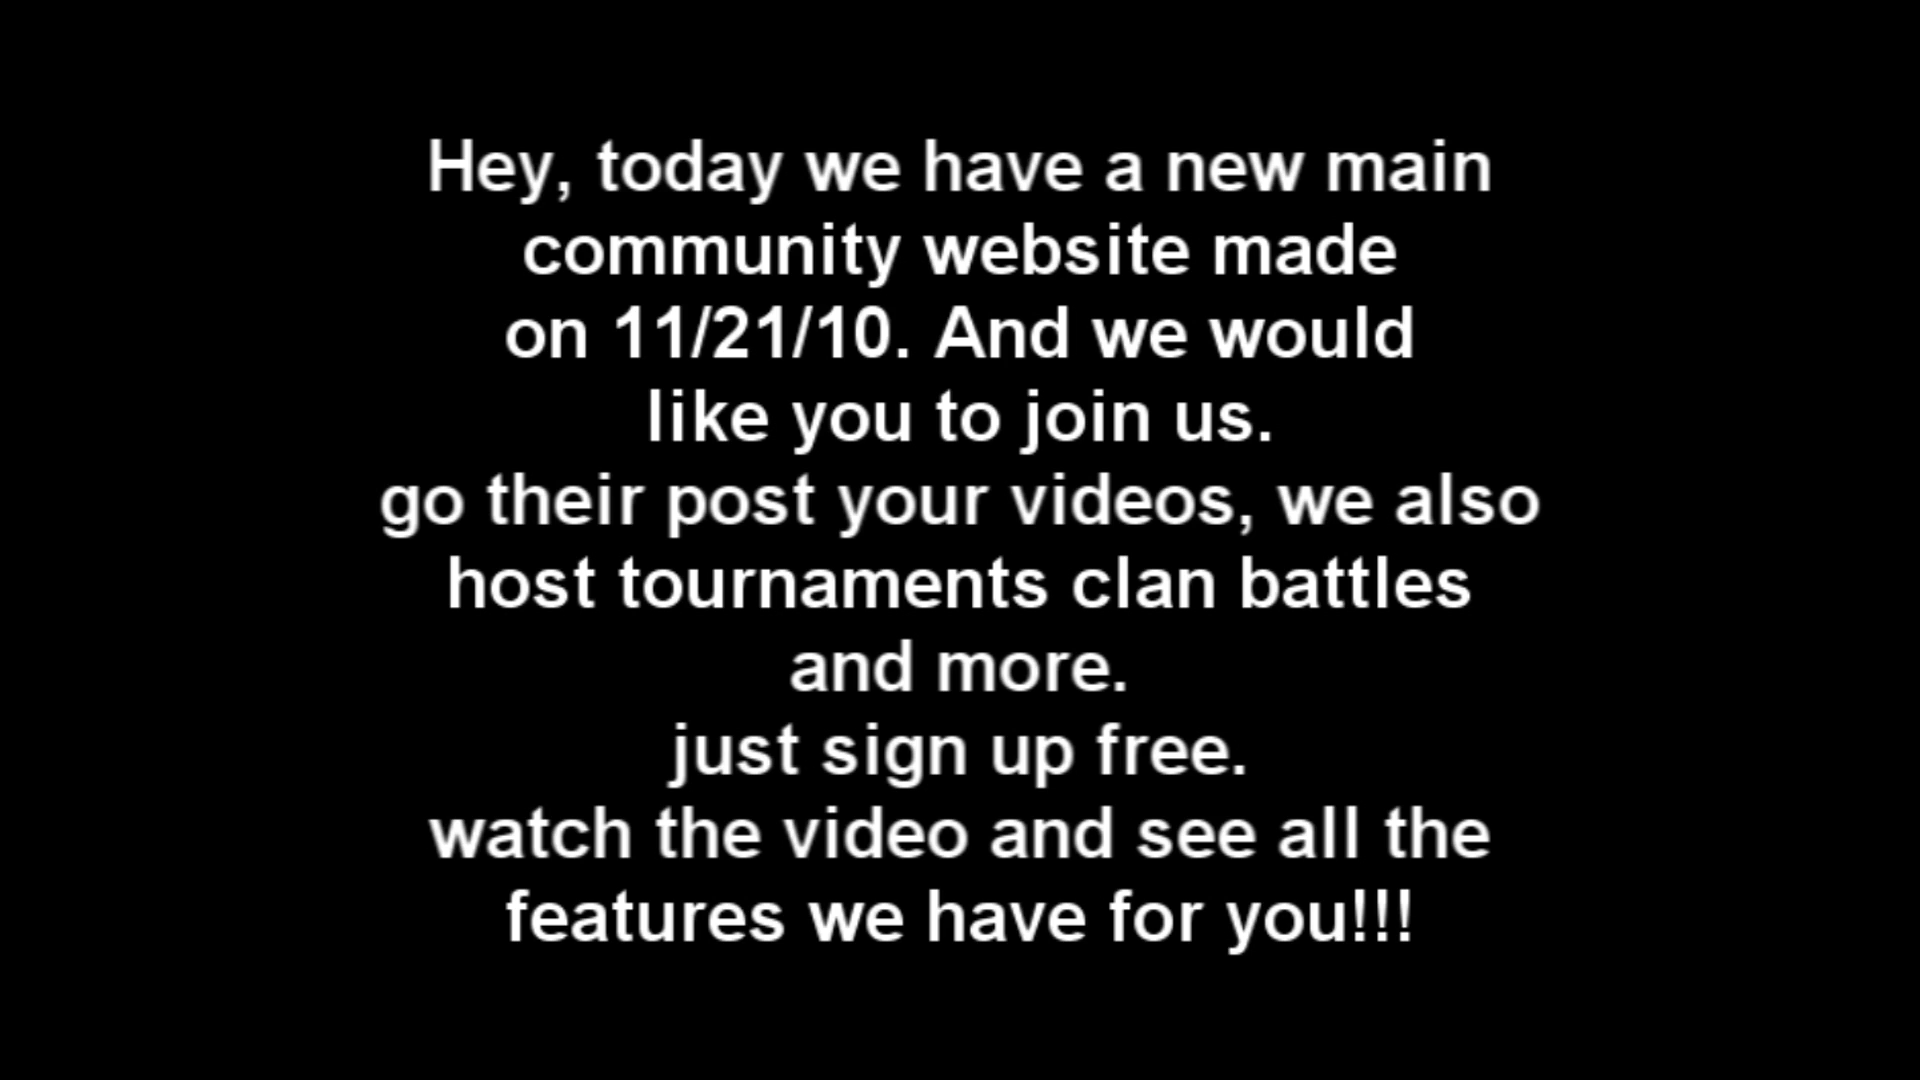 Hey, today we have a new main
community website made
on 11/21/10. And we would
like you to join us.
go their post your videos, we also
host tournaments clan battles
and more.
just sign up free.
watch the video and see all the
features we have for you!!!